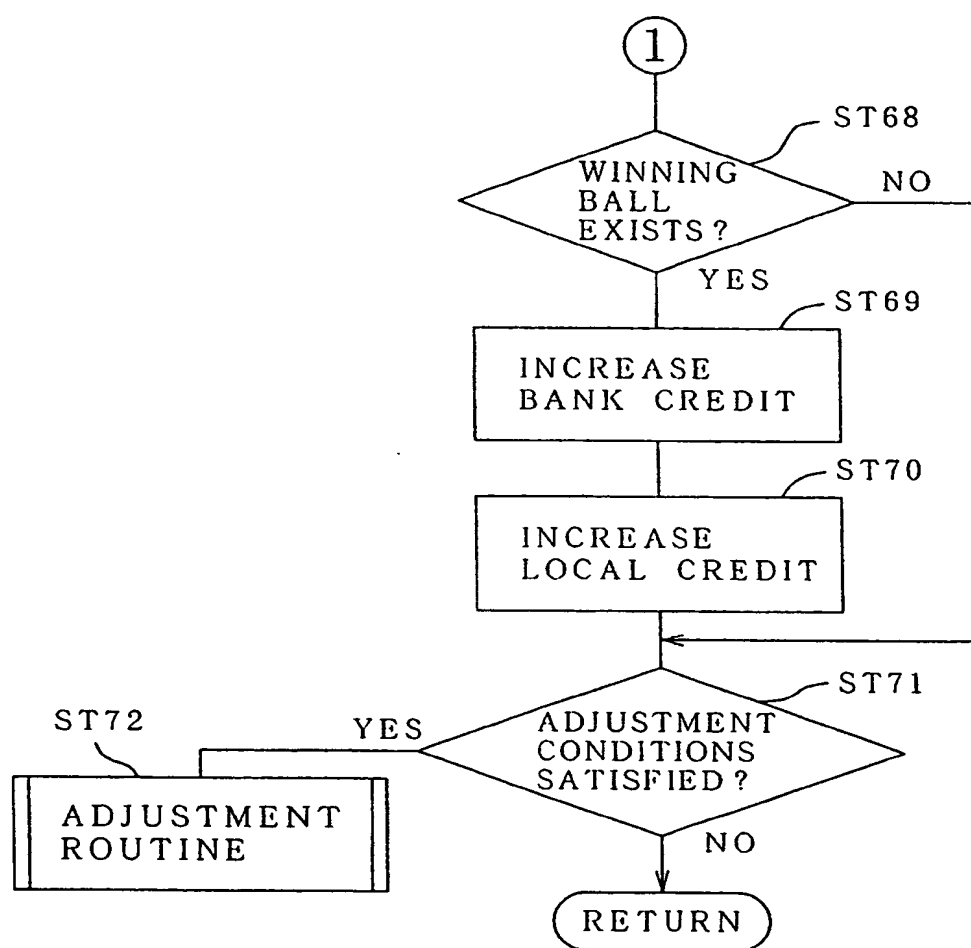 1
ST68
WINNING
BALL
EXISTS?
NO
YES
ST69
INCREASE
BANK CREDIT
ST70
INCREASE
LOCAL CREDIT
ST71
ADJUSTMENT
CONDITIONS
SATISFIED?
YES
ST72
ADJUSTMENT
ROUTINE
NO
RETURN